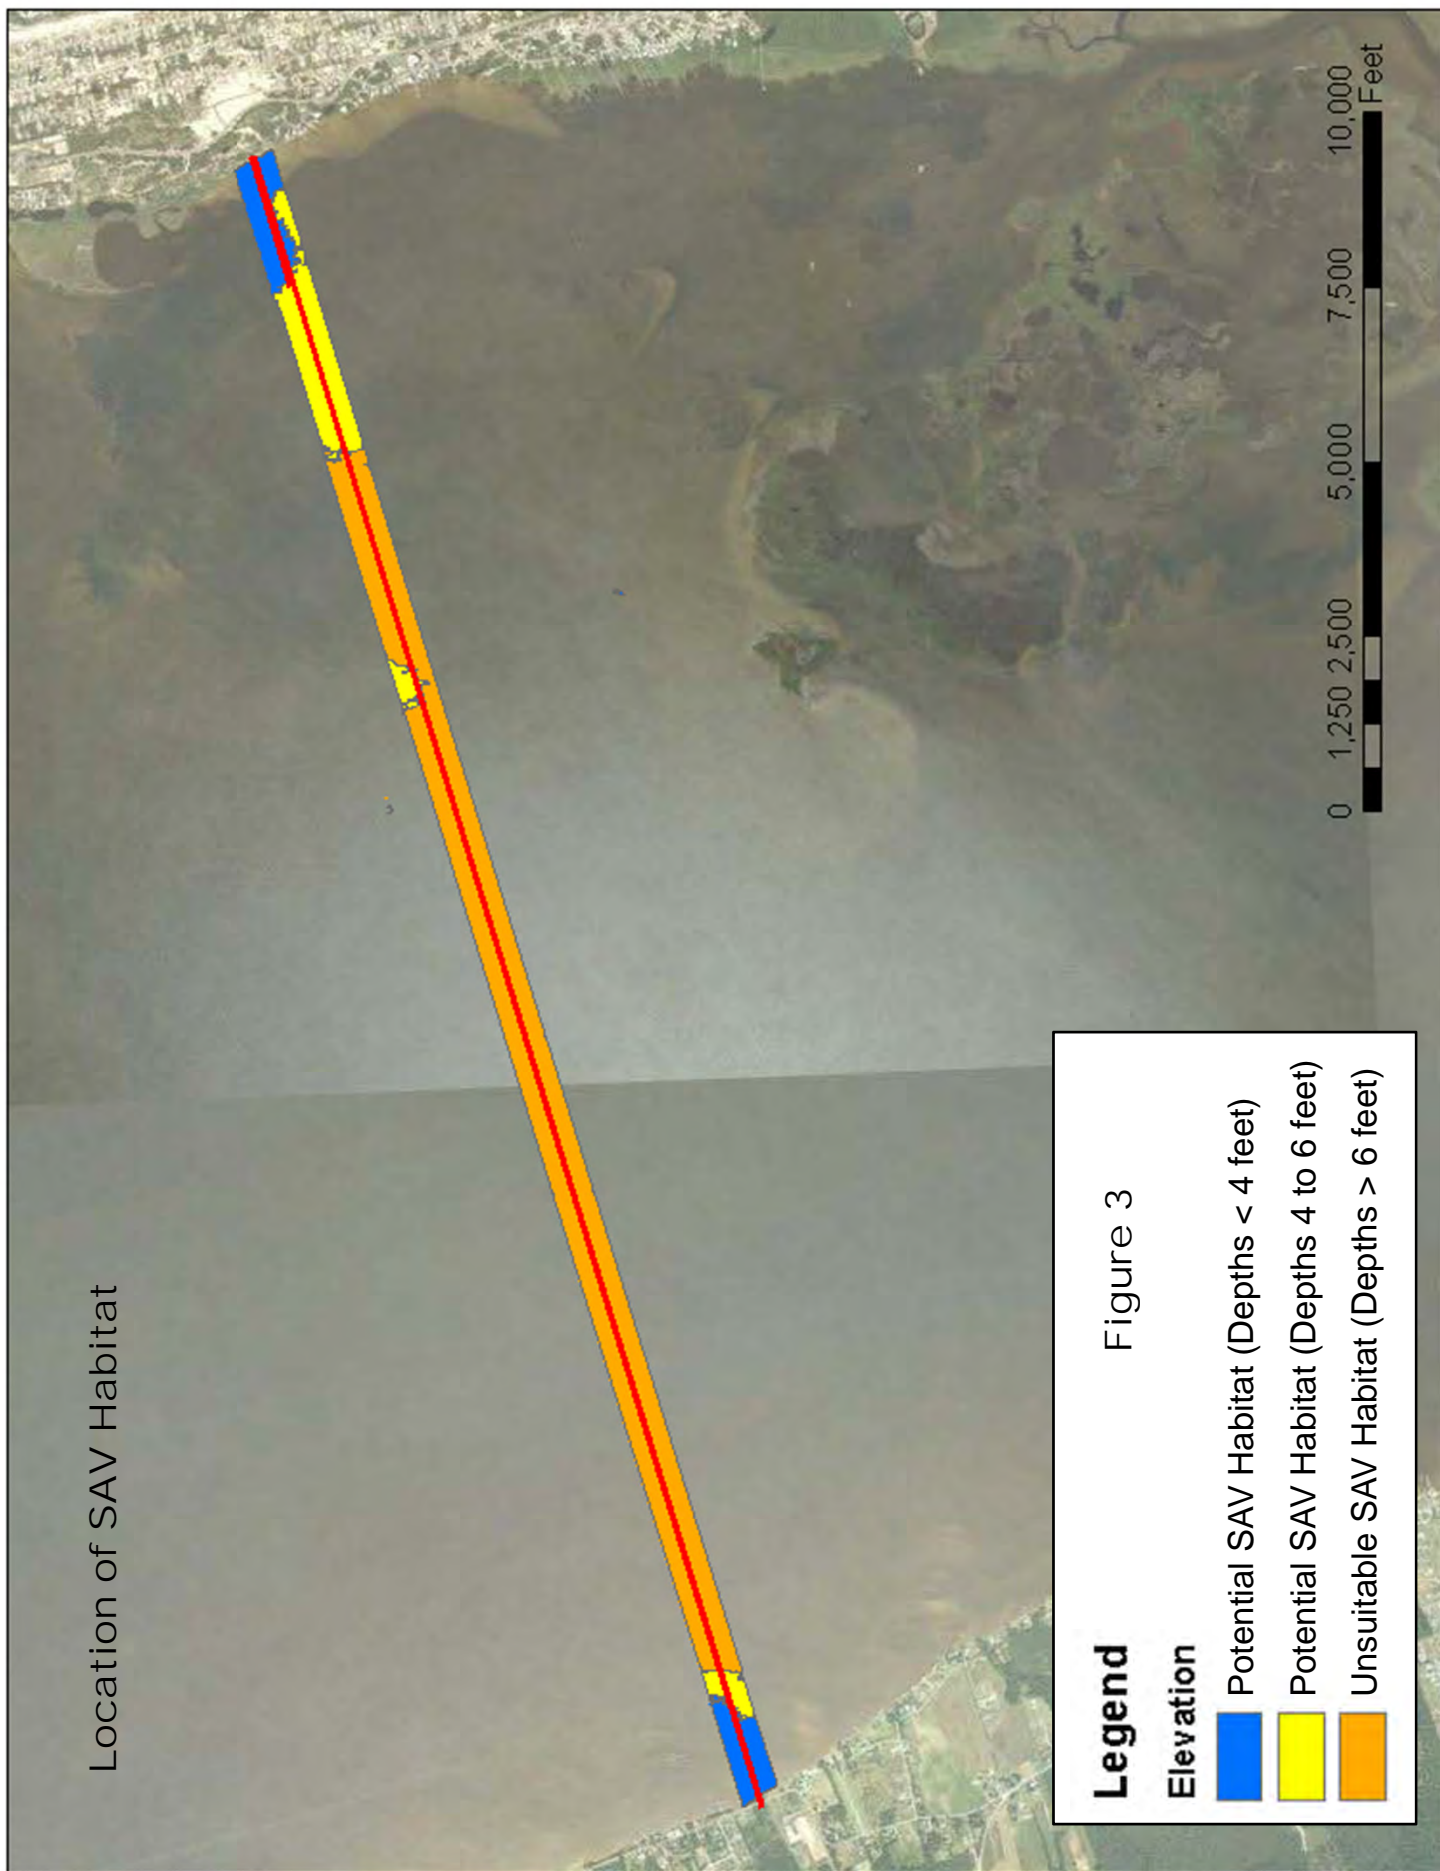 Location of SAV Habitat
0 1,250 2,500 5,000 7,500 10,000
Feet
Figure 3
Legend
Elevation
Potential SAV Habitat (Depths < 4 feet)
Potential SAV Habitat (Depths 4 to 6 feet)
Unsuitable SAV Habitat (Depths > 6 feet)